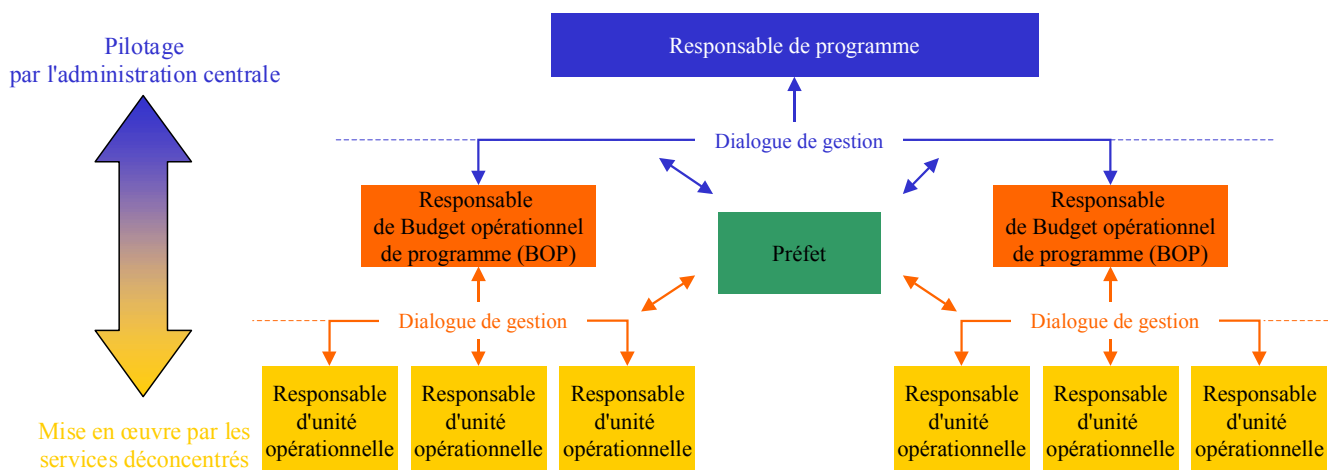 Pilotage
par l'administration centrale
Responsable de programme
Dialogue de gestion
Responsable
de Budget opérationnel
de programme (BOP)
Préfet
Responsable
de Budget opérationnel
de programme (BOP)
Dialogue de gestion
Dialogue de gestion
Responsable
d'unité
opérationnelle
Responsable
d'unité
opérationnelle
Responsable
d'unité
opérationnelle
Responsable
d'unité
opérationnelle
Responsable
d'unité
opérationnelle
Responsable
d'unité
opérationnelle
Mise en œuvre par les
services déconcentrés